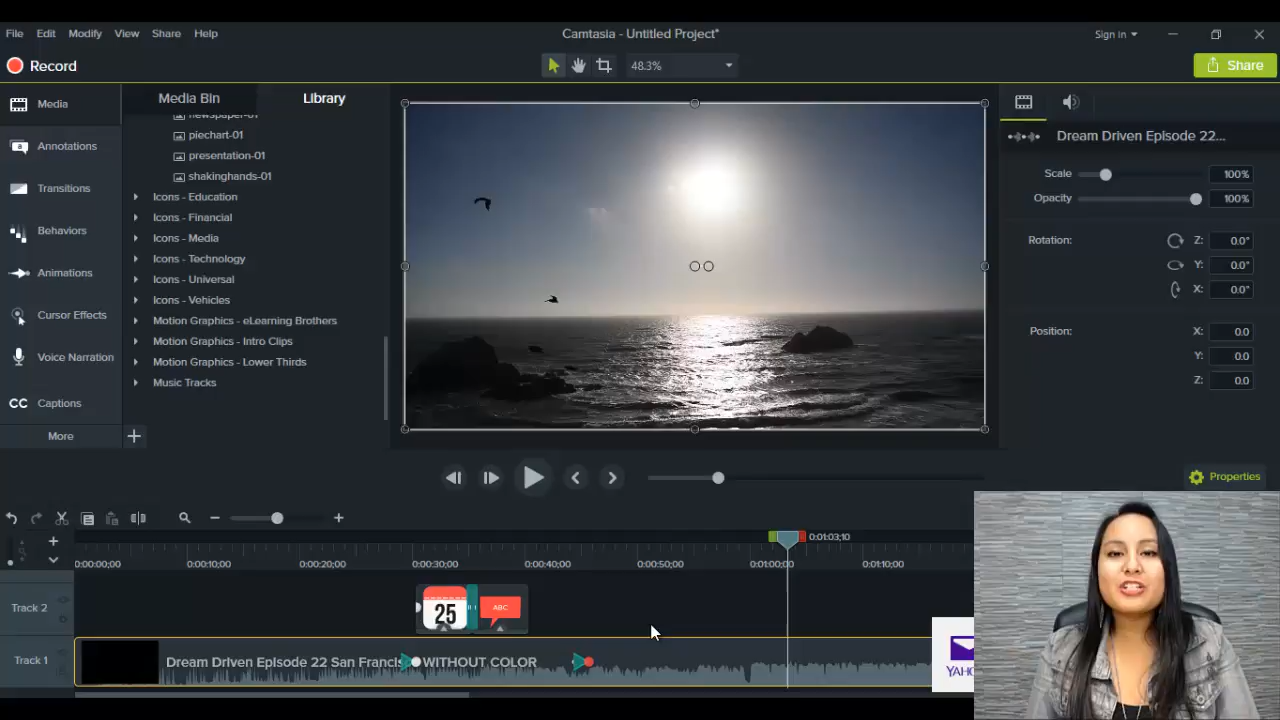 File Edit Modify View Share Help
Camtasia - Untitled Project*
Sign in
Record
48.3%
Share
Media
Annotations
Transitions
Behaviors
Animations
Cursor Effects
Voice Narration
CC Captions
More
Media Bin
Library
newspaper-01
piechart-01
presentation-01
shakinghands-01
Icons - Education
Icons - Financial
Icons - Media
Icons - Technology
Icons - Universal
Icons - Vehicles
Motion Graphics - eLearning Brothers
Motion Graphics - Intro Clips
Motion Graphics - Lower Thirds
Music Tracks
Dream Driven Episode 22...
Scale 100%
Opacity 100%
Rotation: Z: 0.0°
Y: 0.0°
X: 0.0°
Position: X: 0.0
Y: 0.0
Z: 0.0
Properties
0:01:03;10
0:00:00;00 0:00:10;00 0:00:20;00 0:00:30;00 0:00:40;00 0:00:50;00 0:01:00;00 0:01:10;00
Track 2
25
ABC
Track 1
Dream Driven Episode 22 San Francis WITHOUT COLOR
YAHO